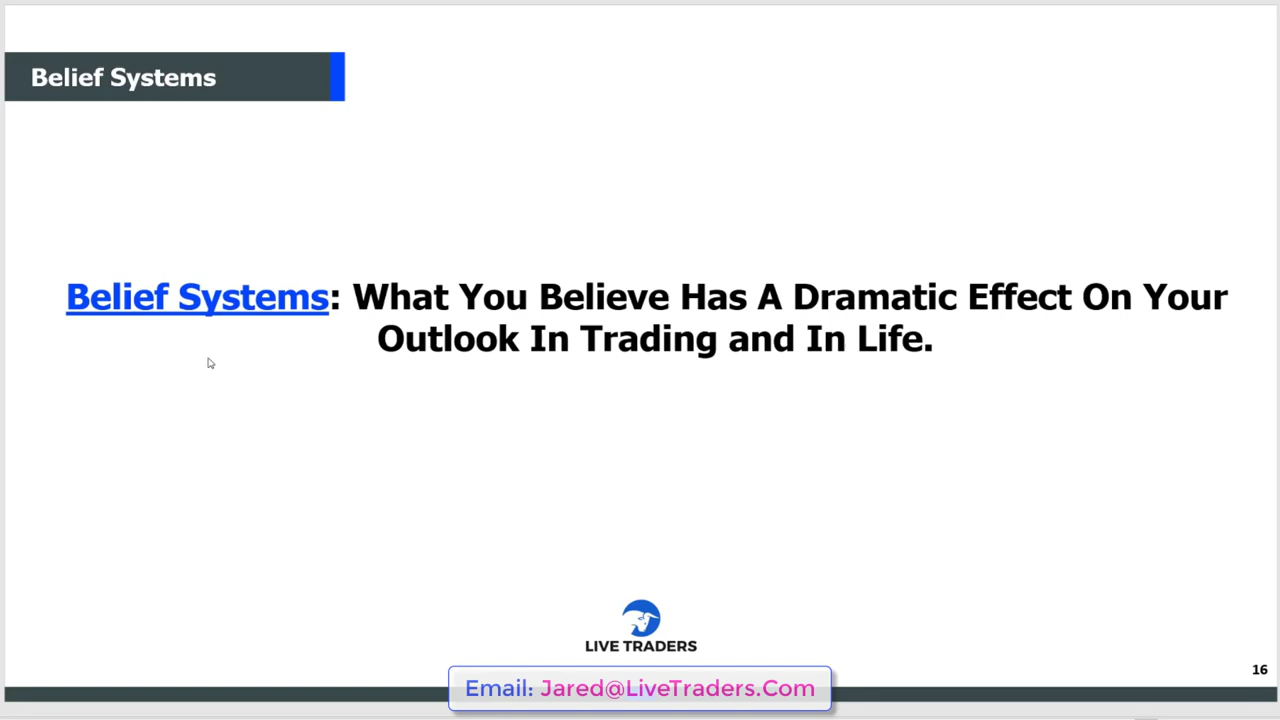 Belief Systems
Belief Systems: What You Believe Has A Dramatic Effect On Your
Outlook In Trading and In Life.
LIVE TRADERS
16
Email: Jared@LiveTraders.Com